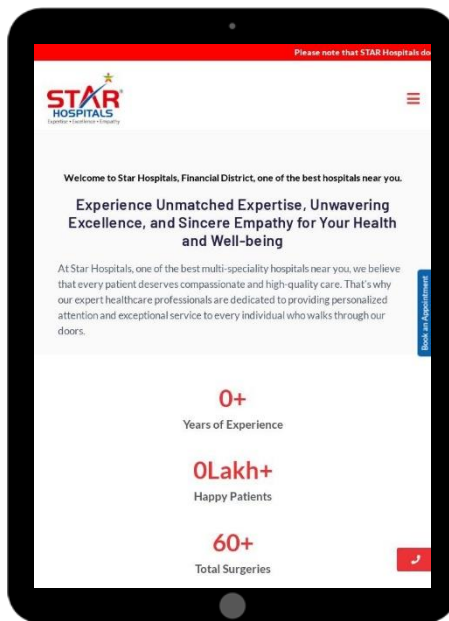 Please note that STAR Hospitals do
STAR
HOSPITALS
Expertise • Excellence • Empathy
Welcome to Star Hospitals, Financial District, one of the best hospitals near you.
Experience Unmatched Expertise, Unwavering
Excellence, and Sincere Empathy for Your Health
and Well-being
At Star Hospitals, one of the best multi-speciality hospitals near you, we believe
that every patient deserves compassionate and high-quality care. That's why
our expert healthcare professionals are dedicated to providing personalized
attention and exceptional service to every individual who walks through our
doors.
Book an Appointment
0+
Years of Experience
0Lakh+
Happy Patients
60+
Total Surgeries